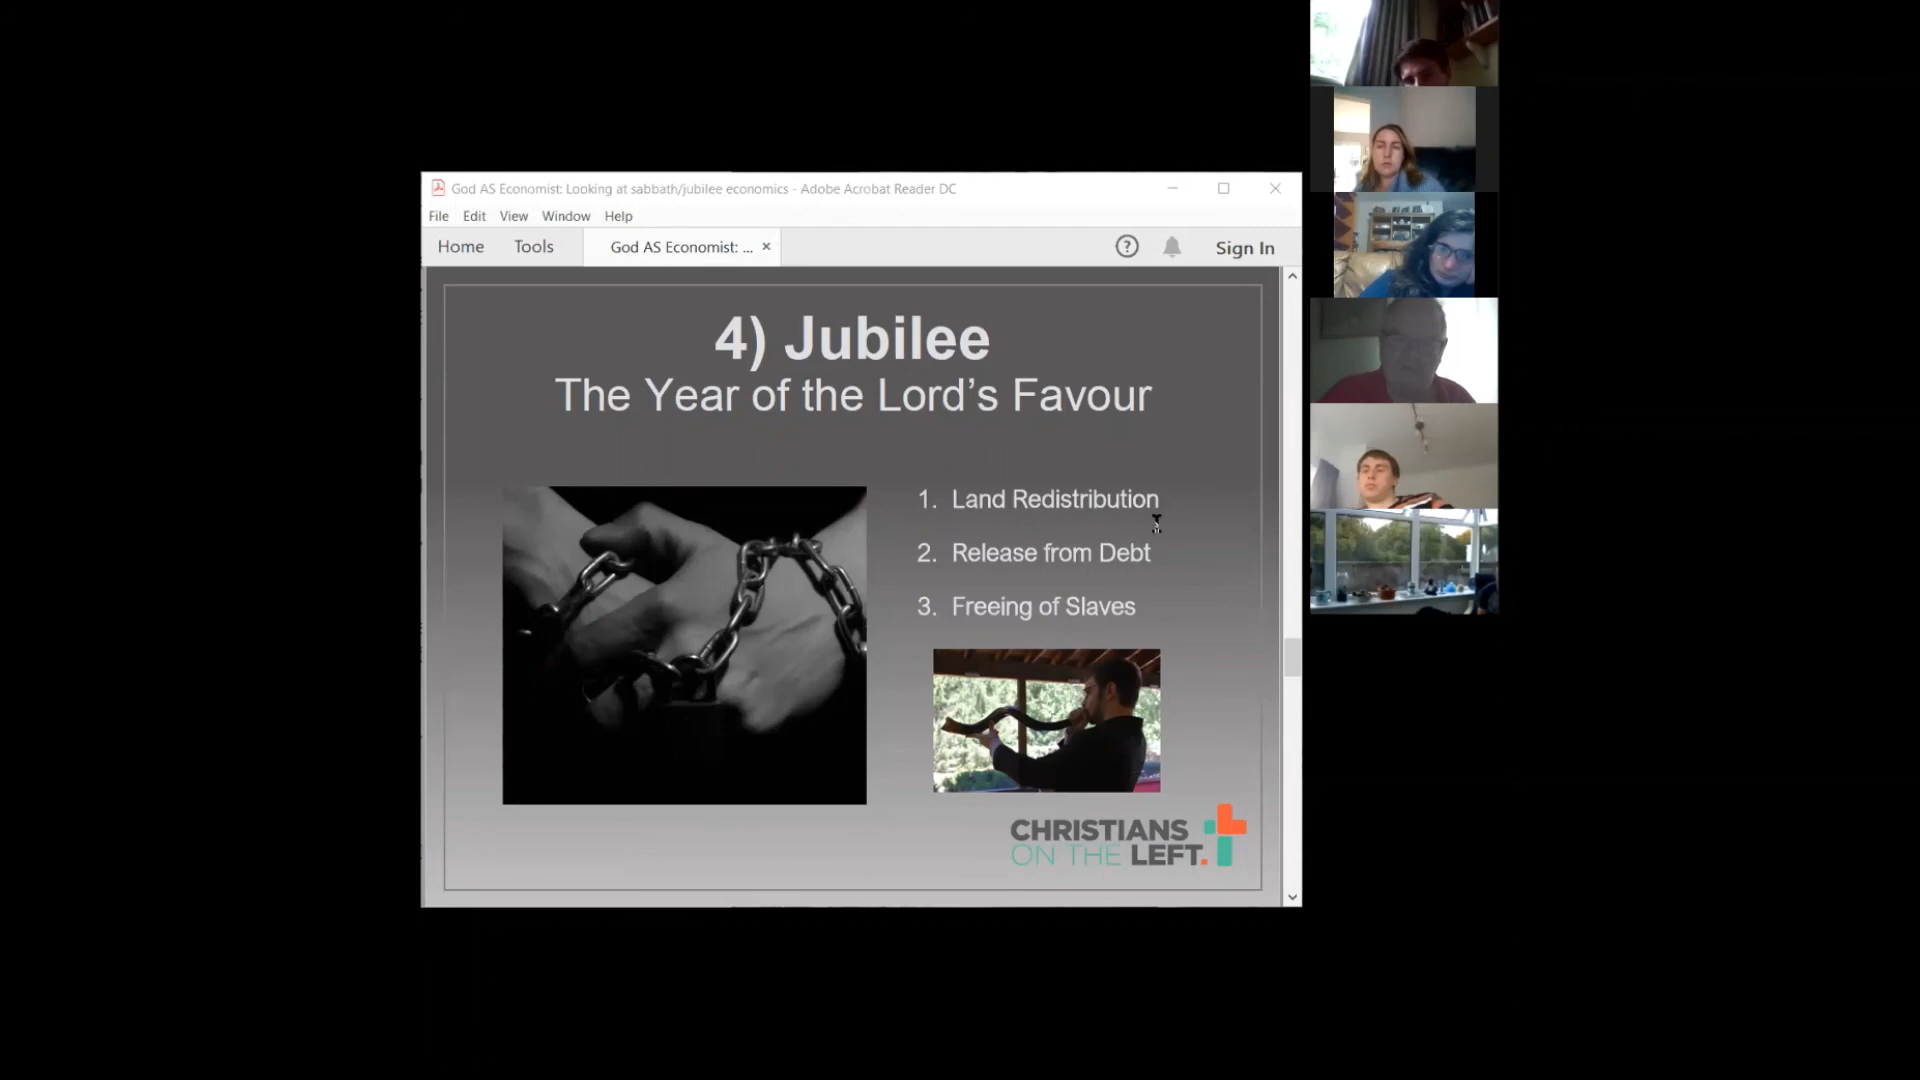 God AS Economist: Looking at sabbath/jubilee economics - Adobe Acrobat Reader DC
File Edit View Window Help
Home Tools God AS Economist: ... × ? Sign In
4) Jubilee
The Year of the Lord’s Favour
1. Land Redistribution
2. Release from Debt
3. Freeing of Slaves
CHRISTIANS
ON THE LEFT.